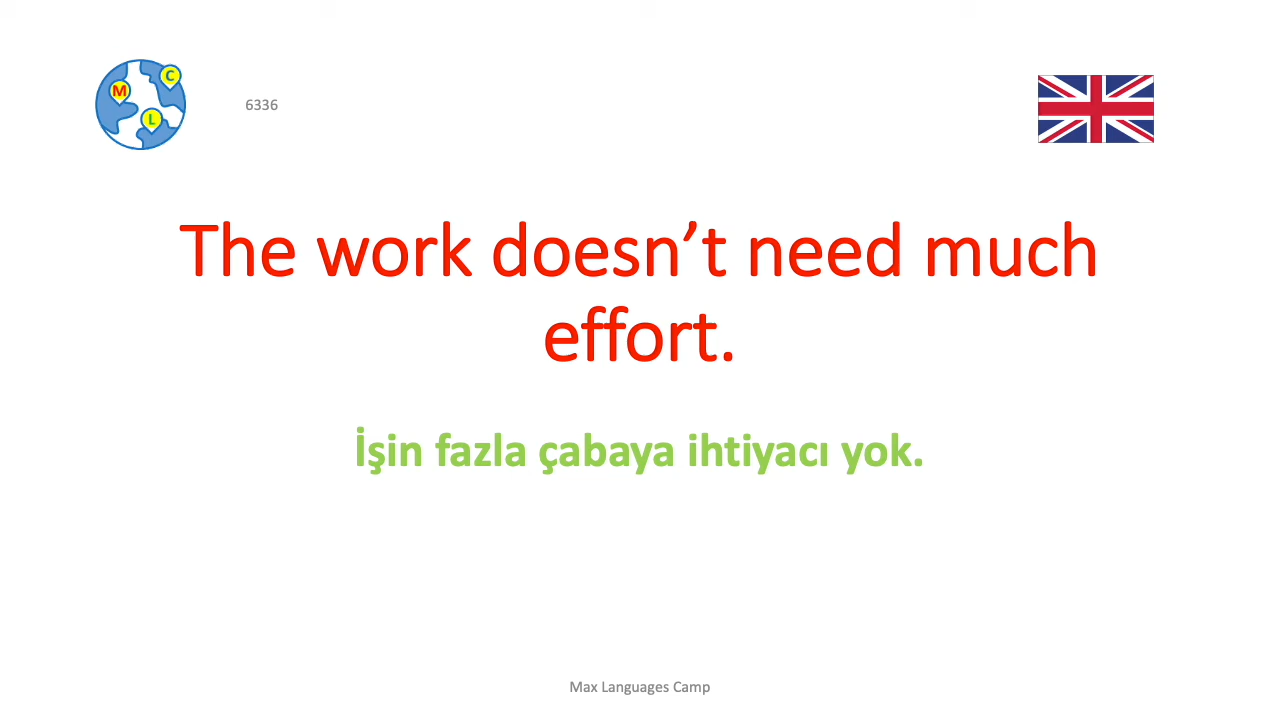 M
C
L
6336
The work doesn’t need much
effort.
İşin fazla çabaya ihtiyacı yok.
Max Languages Camp